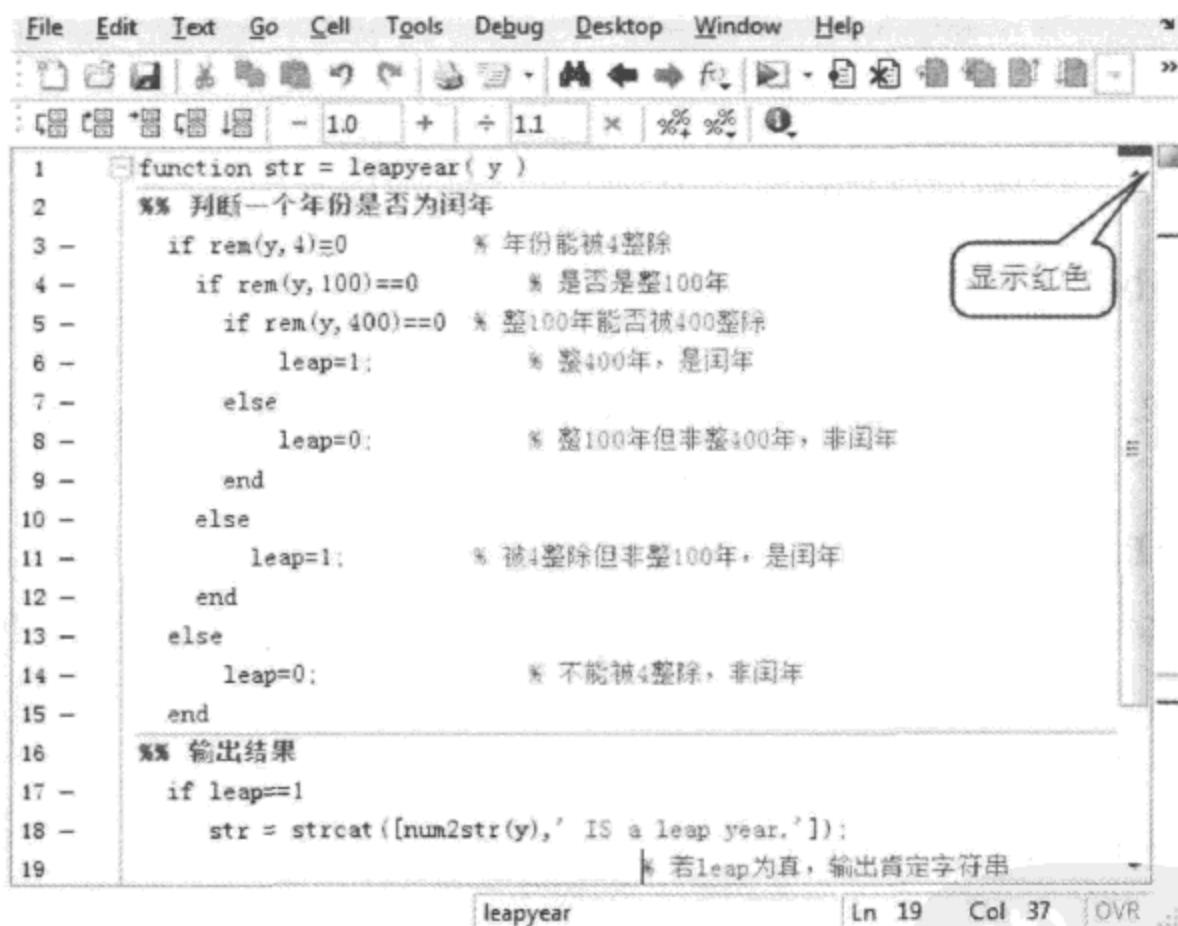 File Edit Text Go Cell Tools Debug Desktop Window Help
- 1.0 + ÷ 1.1 ×
1 function str = leapyear( y )
2 %% 判断一个年份是否为闰年
3 — if rem(y,4)=0 % 年份能被4整除
4 — if rem(y,100)==0 % 是否是整100年
5 — if rem(y,400)==0 % 整100年能否被400整除
6 — leap=1; % 整400年，是闰年
7 — else
8 — leap=0; % 整100年但非整400年，非闰年
9 — end
10 — else
11 — leap=1; % 被4整除但非整100年，是闰年
12 — end
13 — else
14 — leap=0; % 不能被4整除，非闰年
15 — end
16 %% 输出结果
17 — if leap==1
18 — str = strcat([num2str(y),' IS a leap year.']);
19 % 若leap为真，输出肯定字符串
显示红色
leapyear Ln 19 Col 37 OVR